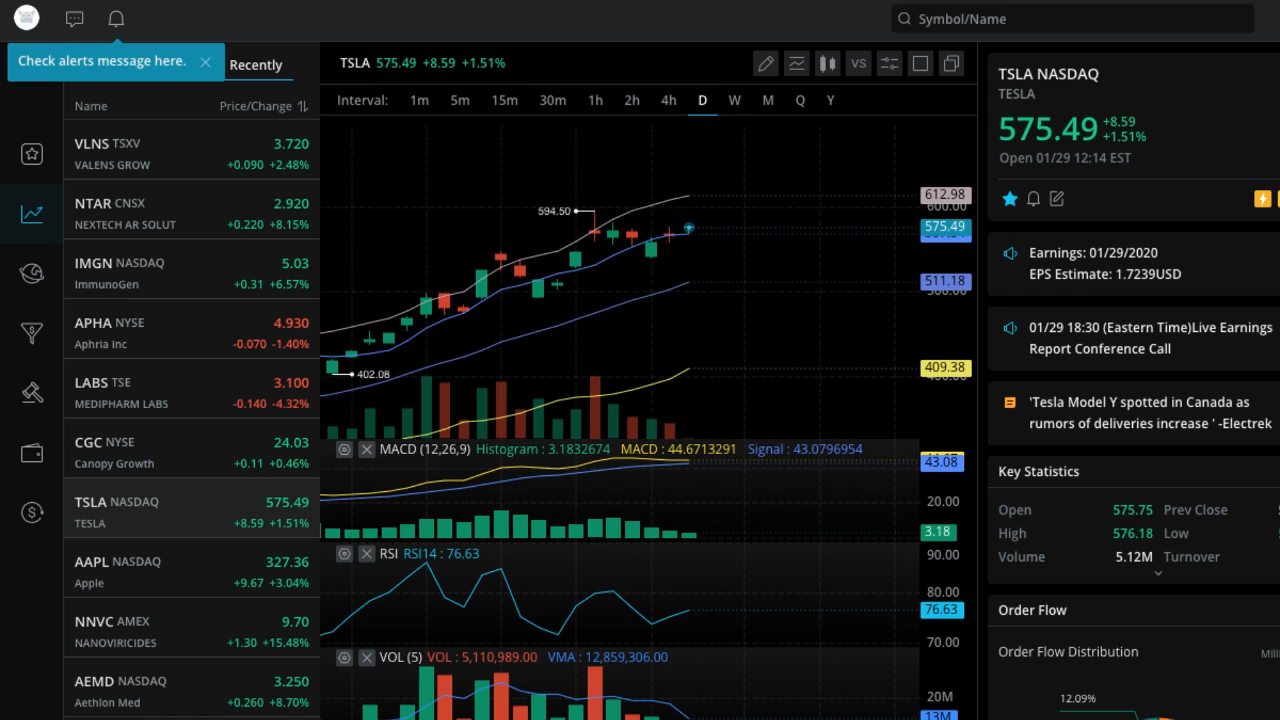 Symbol/Name
Check alerts message here.
Recently
Name Price/Change
VLNS TSXV 3.720
VALENS GROW +0.090 +2.48%
NTAR CNSX 2.920
NEXTECH AR SOLUT +0.220 +8.15%
IMGN NASDAQ 5.03
ImmunoGen +0.31 +6.57%
APHA NYSE 4.930
Aphria Inc -0.070 -1.40%
LABS TSE 3.100
MEDIPHARM LABS -0.140 -4.32%
CGC NYSE 24.03
Canopy Growth +0.11 +0.46%
TSLA NASDAQ 575.49
TESLA +8.59 +1.51%
AAPL NASDAQ 327.36
Apple +9.67 +3.04%
NNVC AMEX 9.70
NANOVIRICIDES +1.30 +15.48%
AEMD NASDAQ 3.250
Aethlon Med +0.260 +8.70%
TSLA 575.49 +8.59 +1.51%
VS
Interval: 1m 5m 15m 30m 1h 2h 4h D W M Q Y
612.98
600.00
594.50
575.49
511.18
500.00
409.38
402.08
MACD (12,26,9) Histogram : 3.1832674 MACD : 44.6713291 Signal : 43.0796954
43.08
20.00
3.18
RSI RSI14 : 76.63
90.00
80.00
76.63
70.00
VOL (5) VOL : 5,110,989.00 VMA : 12,859,306.00
20M
13M
TSLA NASDAQ
TESLA
575.49 +8.59
+1.51%
Open 01/29 12:14 EST
Earnings: 01/29/2020
EPS Estimate: 1.7239USD
01/29 18:30 (Eastern Time)Live Earnings
Report Conference Call
'Tesla Model Y spotted in Canada as
rumors of deliveries increase ' -Electrek
Key Statistics
Open 575.75 Prev Close
High 576.18 Low
Volume 5.12M Turnover
Order Flow
Order Flow Distribution
12.09%